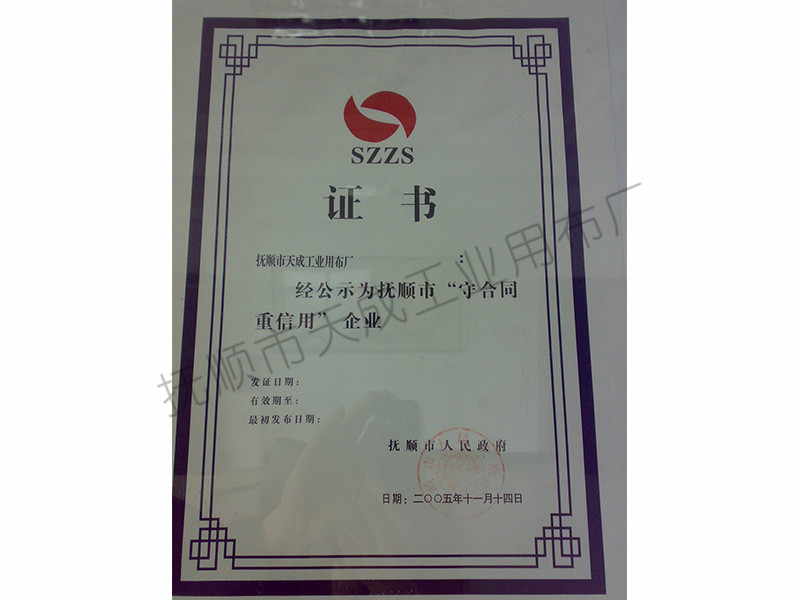 SZZS
证 书
抚顺市天成工业用布厂 :
经公示为抚顺市“守合同
重信用”企业
发证日期:
有效期至:
最初发布日期:
抚顺市人民政府
日期:二〇〇五年十一月十四日
抚顺市天成工业用布厂